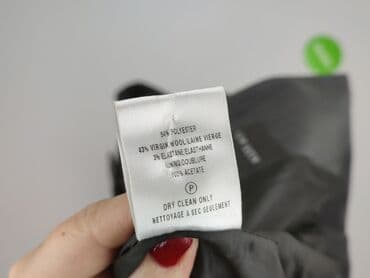 54% POLYESTER
43% VIRGIN WOOL/LAINE VIERGE
3% ELASTANE/ELASTHANNE
LINING/DOUBLURE
100% ACETATE
P
DRY CLEAN ONLY
NETTOYAGE A SEC SEULEMENT